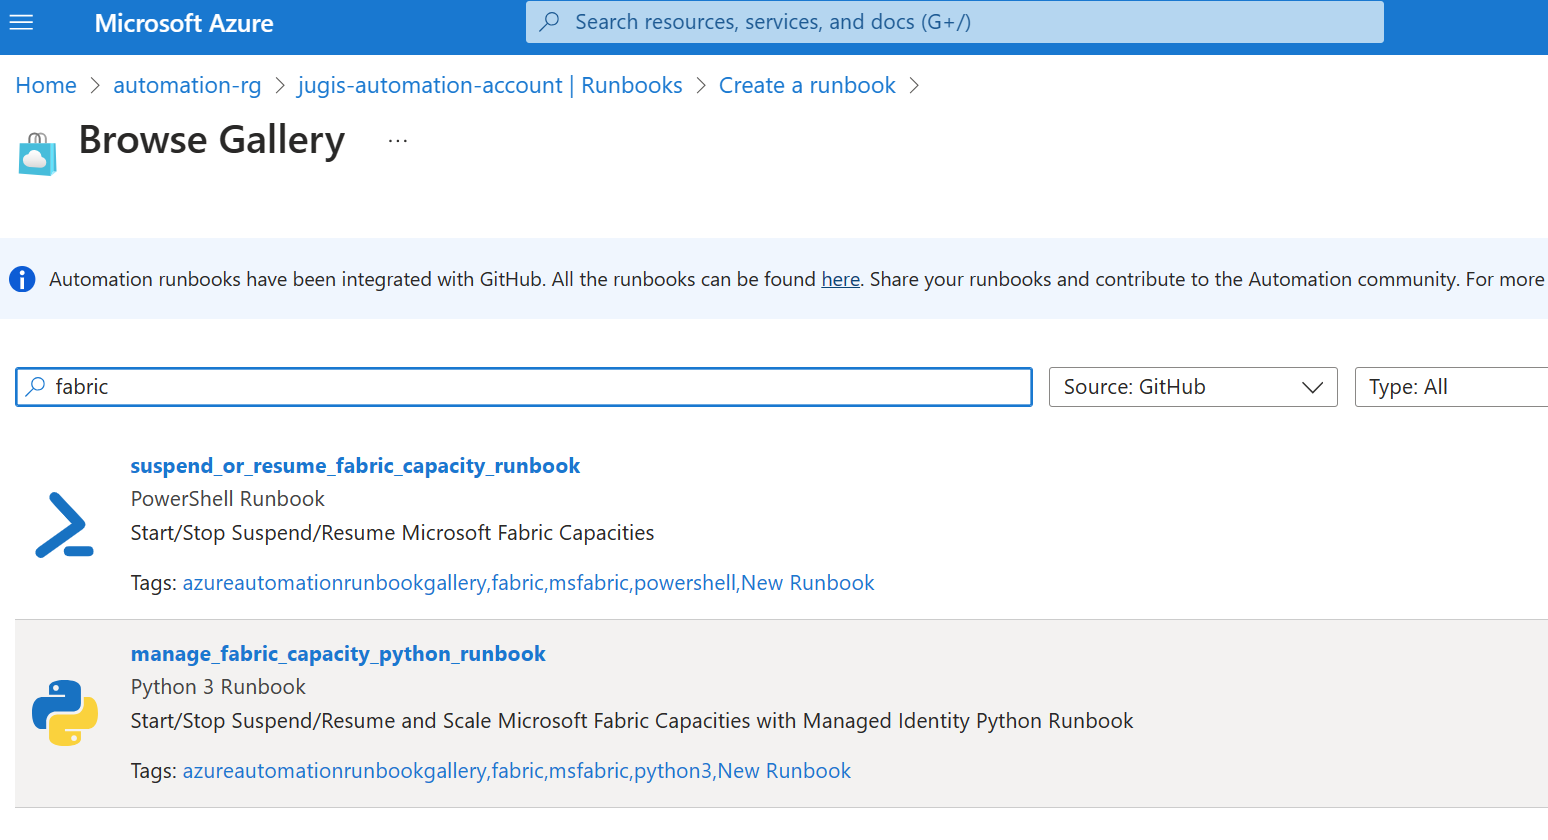 Microsoft Azure
Search resources, services, and docs (G+/)
Home > automation-rg > jugis-automation-account | Runbooks > Create a runbook >
Browse Gallery ...
Automation runbooks have been integrated with GitHub. All the runbooks can be found here. Share your runbooks and contribute to the Automation community. For more
fabric
Source: GitHub
Type: All
suspend_or_resume_fabric_capacity_runbook
PowerShell Runbook
Start/Stop Suspend/Resume Microsoft Fabric Capacities
Tags: azureautomationrunbookgallery,fabric,msfabric,powershell,New Runbook
manage_fabric_capacity_python_runbook
Python 3 Runbook
Start/Stop Suspend/Resume and Scale Microsoft Fabric Capacities with Managed Identity Python Runbook
Tags: azureautomationrunbookgallery,fabric,msfabric,python3,New Runbook